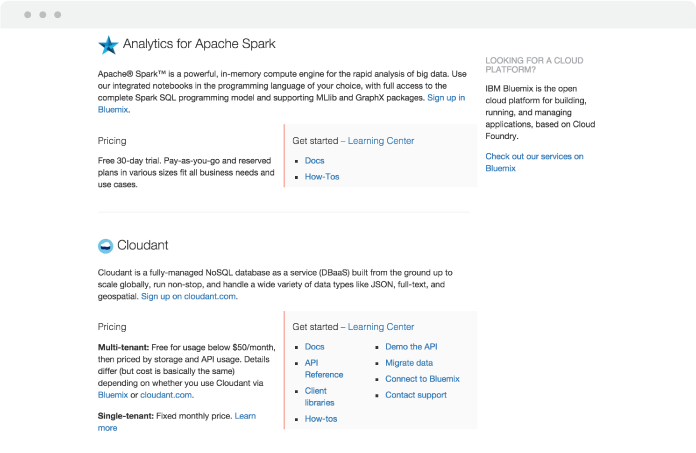 Analytics for Apache Spark
Apache® Spark™ is a powerful, in-memory compute engine for the rapid analysis of big data. Use
our integrated notebooks in the programming language of your choice, with full access to the
complete Spark SQL programming model and supporting MLlib and GraphX packages. Sign up in
Bluemix.
Pricing
Free 30-day trial. Pay-as-you-go and reserved
plans in various sizes fit all business needs and
use cases.
Get started – Learning Center
Docs
How-Tos
LOOKING FOR A CLOUD
PLATFORM?
IBM Bluemix is the open
cloud platform for building,
running, and managing
applications, based on Cloud
Foundry.
Check out our services on
Bluemix
Cloudant
Cloudant is a fully-managed NoSQL database as a service (DBaaS) built from the ground up to
scale globally, run non-stop, and handle a wide variety of data types like JSON, full-text, and
geospatial. Sign up on cloudant.com.
Pricing
Multi-tenant: Free for usage below $50/month,
then priced by storage and API usage. Details
differ (but cost is basically the same)
depending on whether you use Cloudant via
Bluemix or cloudant.com.
Single-tenant: Fixed monthly price. Learn
more
Get started – Learning Center
Docs
API
Reference
Client
libraries
How-tos
Demo the API
Migrate data
Connect to Bluemix
Contact support